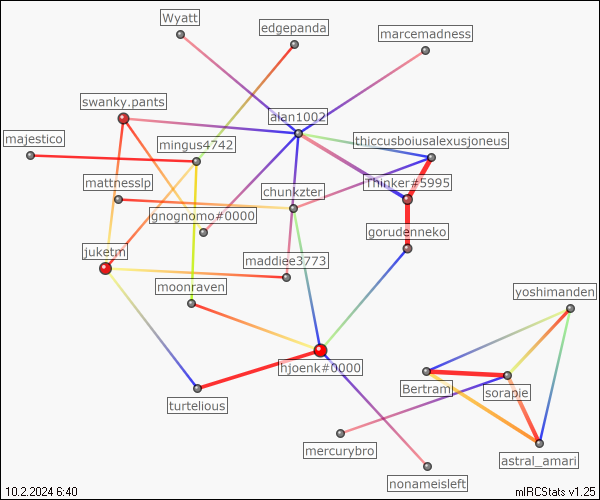 Wyatt
edgepanda
marcemadness
swanky.pants
alan1002
majestico
mingus4742
thiccusboiusalexusjoneus
mattnesslp
chunkzter
Thinker#5995
gnognomo#0000
gorudenneko
juketm
maddiee3773
moonraven
yoshimanden
hjoenk#0000
Bertram
sorapie
turtelious
mercurybro
astral_amari
nonameisleft
10.2.2024 6:40
mIRCStats v1.25